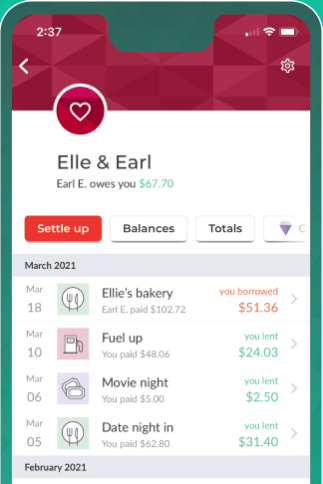 2:37
Elle & Earl
Earl E. owes you $67.70
Settle up Balances Totals C
March 2021
Mar 18 Ellie's bakery you borrowed
Earl E. paid $102.72 $51.36
Mar 10 Fuel up you lent
You paid $48.06 $24.03
Mar 06 Movie night you lent
You paid $5.00 $2.50
Mar 05 Date night in you lent
You paid $62.80 $31.40
February 2021